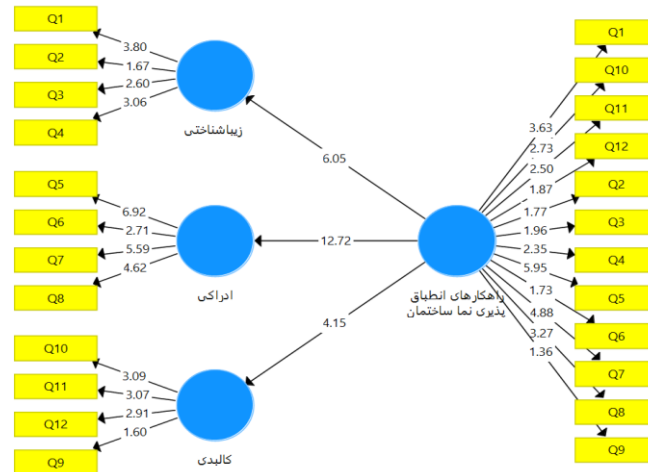 Q1
Q2
Q3
Q4
3.80
1.67
2.60
3.06
زیباشناختی
Q5
Q6
Q7
Q8
6.92
2.71
5.59
4.62
ادراکی
Q10
Q11
Q12
Q9
3.09
3.07
2.91
1.60
کالبدی
6.05
12.72
4.15
راهکارهای انطباق
پذیری نما ساختمان
3.63
2.73
2.50
1.87
1.77
1.96
2.35
5.95
1.73
4.88
3.27
1.36
Q1
Q10
Q11
Q12
Q2
Q3
Q4
Q5
Q6
Q7
Q8
Q9